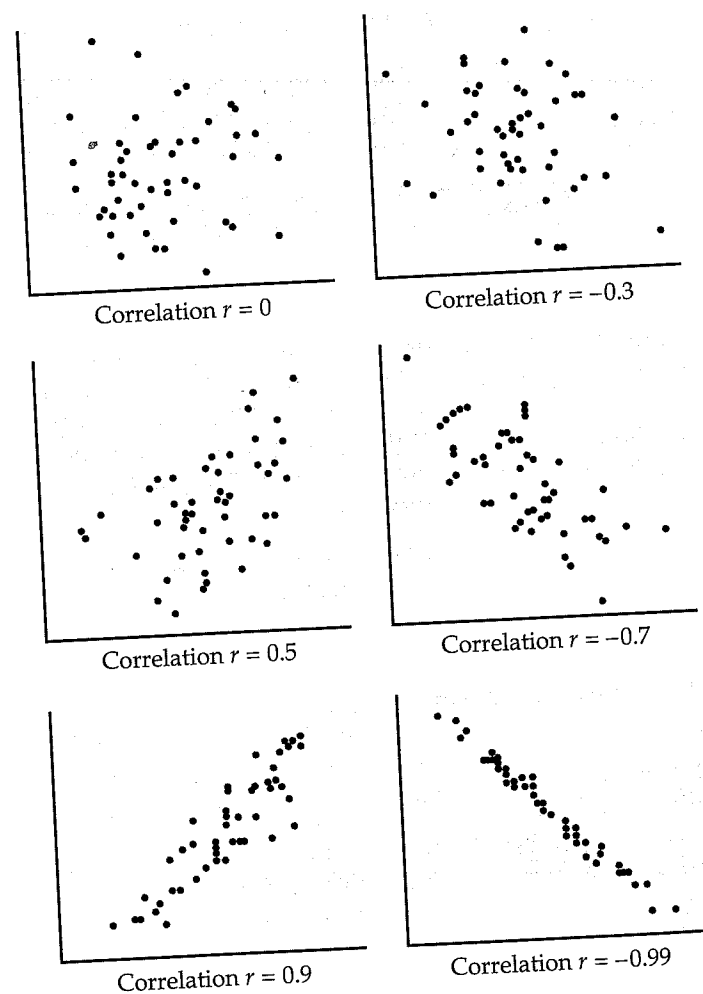 Correlation r = 0
Correlation r = −0.3
Correlation r = 0.5
Correlation r = −0.7
Correlation r = 0.9
Correlation r = −0.99